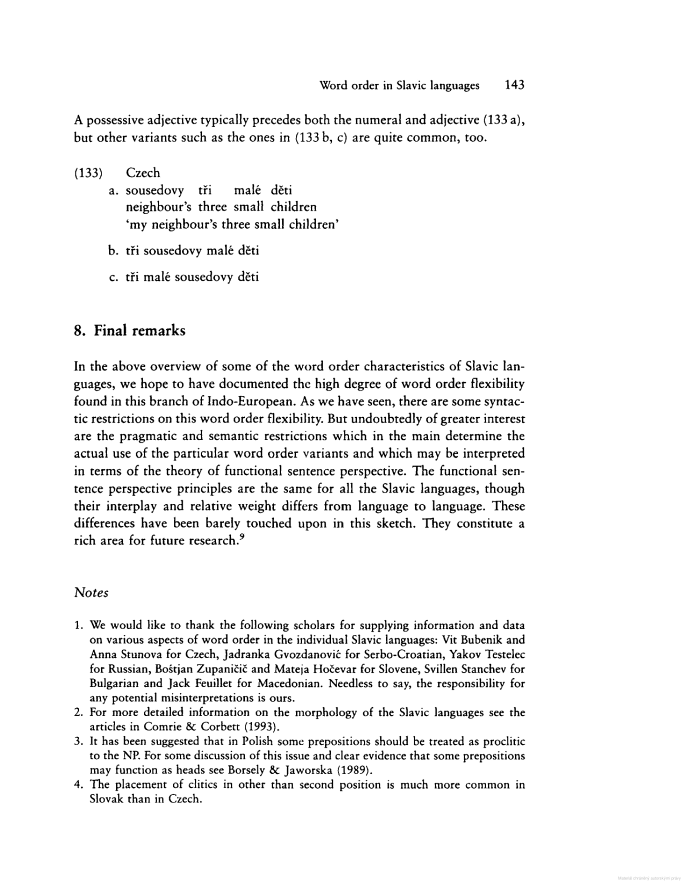 Word order in Slavic languages 143
A possessive adjective typically precedes both the numeral and adjective (133 a),
but other variants such as the ones in (133 b, c) are quite common, too.
(133) Czech
a. sousedovy tři malé děti
neighbour's three small children
'my neighbour's three small children'
b. tři sousedovy malé děti
c. tři malé sousedovy děti
8. Final remarks
In the above overview of some of the word order characteristics of Slavic lan-
guages, we hope to have documented the high degree of word order flexibility
found in this branch of Indo-European. As we have seen, there are some syntac-
tic restrictions on this word order flexibility. But undoubtedly of greater interest
are the pragmatic and semantic restrictions which in the main determine the
actual use of the particular word order variants and which may be interpreted
in terms of the theory of functional sentence perspective. The functional sen-
tence perspective principles are the same for all the Slavic languages, though
their interplay and relative weight differs from language to language. These
differences have been barely touched upon in this sketch. They constitute a
rich area for future research.⁹
Notes
1. We would like to thank the following scholars for supplying information and data
on various aspects of word order in the individual Slavic languages: Vit Bubenik and
Anna Stunova for Czech, Jadranka Gvozdanović for Serbo-Croatian, Yakov Testelec
for Russian, Boštjan Zupaničič and Mateja Hočevar for Slovene, Svillen Stanchev for
Bulgarian and Jack Feuillet for Macedonian. Needless to say, the responsibility for
any potential misinterpretations is ours.
2. For more detailed information on the morphology of the Slavic languages see the
articles in Comrie & Corbett (1993).
3. It has been suggested that in Polish some prepositions should be treated as proclitic
to the NP. For some discussion of this issue and clear evidence that some prepositions
may function as heads see Borsely & Jaworska (1989).
4. The placement of clitics in other than second position is much more common in
Slovak than in Czech.